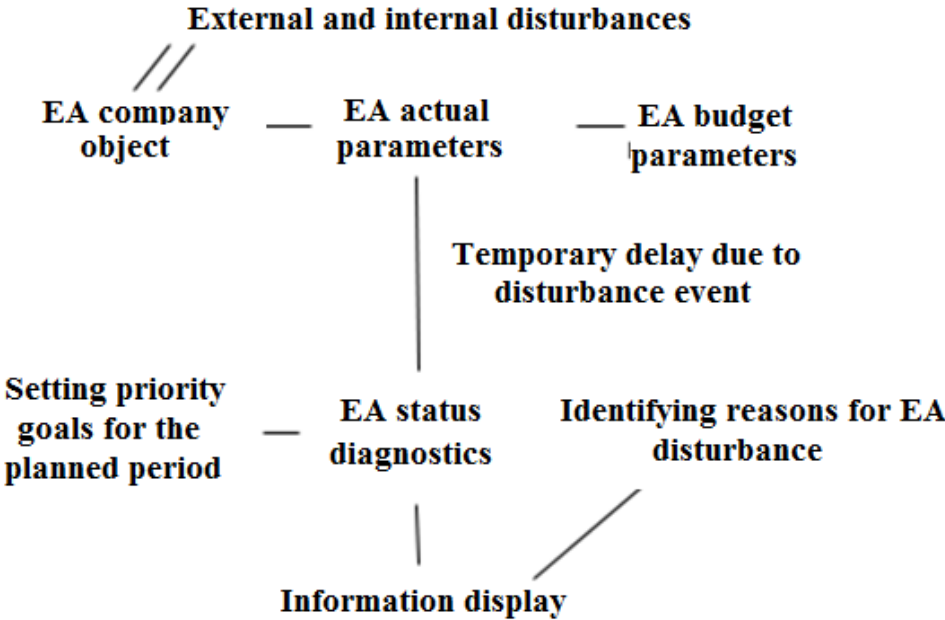 External and internal disturbances
EA company
object
EA actual
parameters
EA budget
parameters
Temporary delay due to
disturbance event
Setting priority
goals for the
planned period
EA status
diagnostics
Identifying reasons for EA
disturbance
Information display